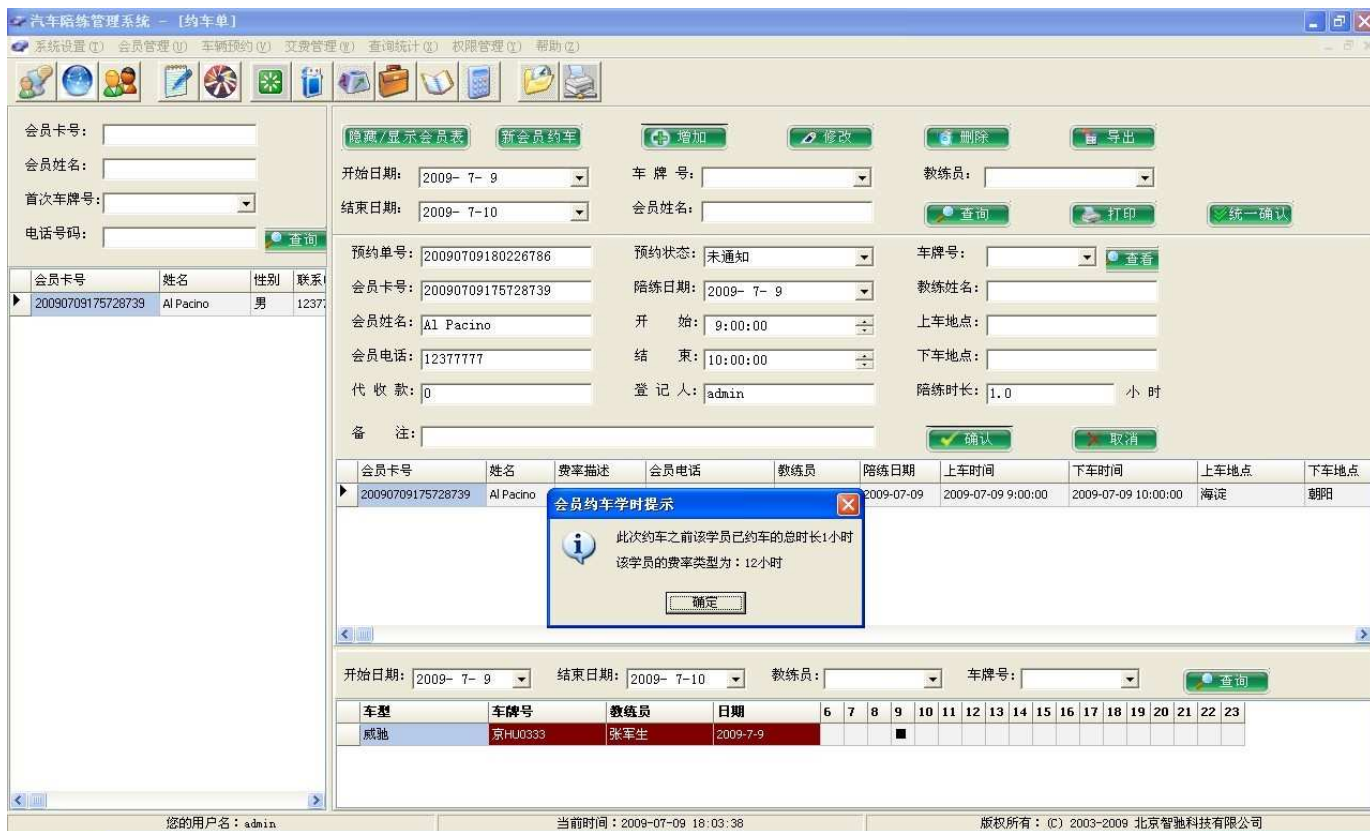 汽车陪练管理系统 - [约车单]
系统设置(T) 会员管理(U) 车辆预约(V) 交费管理(W) 查询统计(X) 权限管理(Y) 帮助(Z)
会员卡号:
会员姓名:
首次车牌号:
电话号码:
查询
会员卡号 姓名 性别 联系
20090709175728739 Al Pacino 男 1237
隐藏/显示会员表 新会员约车 增加 修改 删除 导出
开始日期: 2009- 7- 9 车 牌 号: 教练员:
结束日期: 2009- 7-10 会员姓名: 查询 打印 统一确认
预约单号: 20090709180226786 预约状态: 未通知 车牌号: 查看
会员卡号: 20090709175728739 陪练日期: 2009- 7- 9 教练姓名:
会员姓名: Al Pacino 开 始: 9:00:00 上车地点:
会员电话: 12377777 结 束: 10:00:00 下车地点:
代 收 款: 0 登 记 人: admin 陪练时长: 1.0 小 时
备 注: 确认 取消
会员卡号 姓名 费率描述 会员电话 教练员 陪练日期 上车时间 下车时间 上车地点 下车地点
20090709175728739 Al Pacino 2009-07-09 2009-07-09 9:00:00 2009-07-09 10:00:00 海淀 朝阳
会员约车学时提示
此次约车之前该学员已约车的总时长1小时
该学员的费率类型为：12小时
确定
开始日期: 2009- 7- 9 结束日期: 2009- 7-10 教练员: 车牌号: 查询
车型 车牌号 教练员 日期 6 7 8 9 10 11 12 13 14 15 16 17 18 19 20 21 22 23
威驰 京HU0333 张军生 2009-7-9
您的用户名：admin 当前时间：2009-07-09 18:03:38 版权所有：(C) 2003-2009 北京智驰科技有限公司